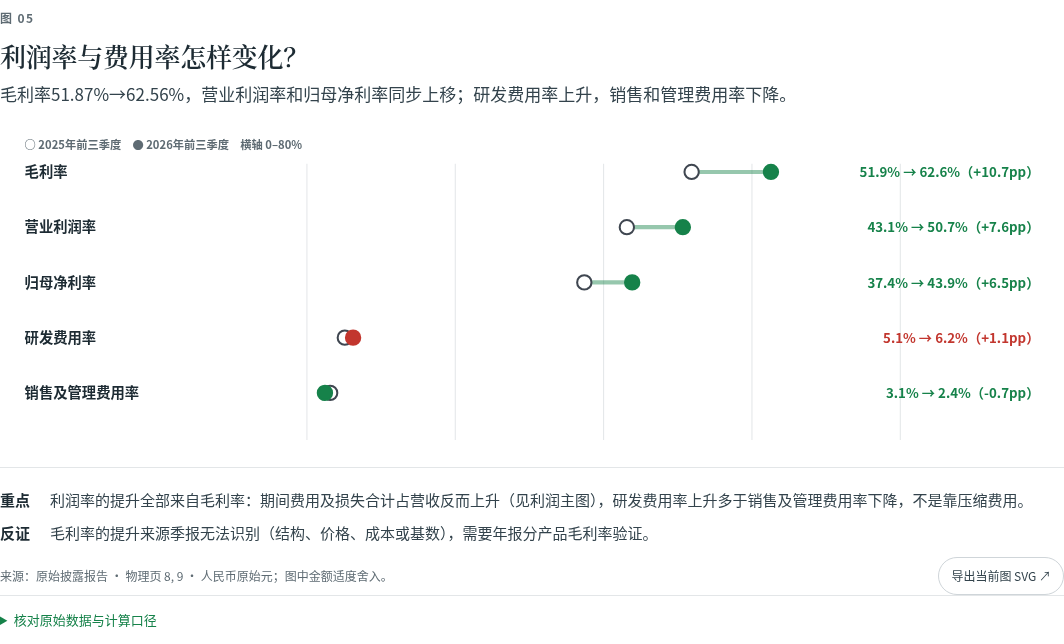 图 05
利润率与费用率怎样变化?
毛利率51.87%→62.56%，营业利润率和归母净利率同步上移；研发费用率上升，销售和管理费用率下降。
2025年前三季度 2026年前三季度 横轴 0–80%
毛利率 51.9% → 62.6%（+10.7pp）
营业利润率 43.1% → 50.7%（+7.6pp）
归母净利率 37.4% → 43.9%（+6.5pp）
研发费用率 5.1% → 6.2%（+1.1pp）
销售及管理费用率 3.1% → 2.4%（-0.7pp）
重点 利润率的提升全部来自毛利率：期间费用及损失合计占营收反而上升（见利润主图），研发费用率上升多于销售及管理费用率下降，不是靠压缩费用。
反证 毛利率的提升来源季报无法识别（结构、价格、成本或基数），需要年报分产品毛利率验证。
来源：原始披露报告 · 物理页 8, 9 · 人民币原始元；图中金额适度舍入。
导出当前图 SVG ↗
核对原始数据与计算口径